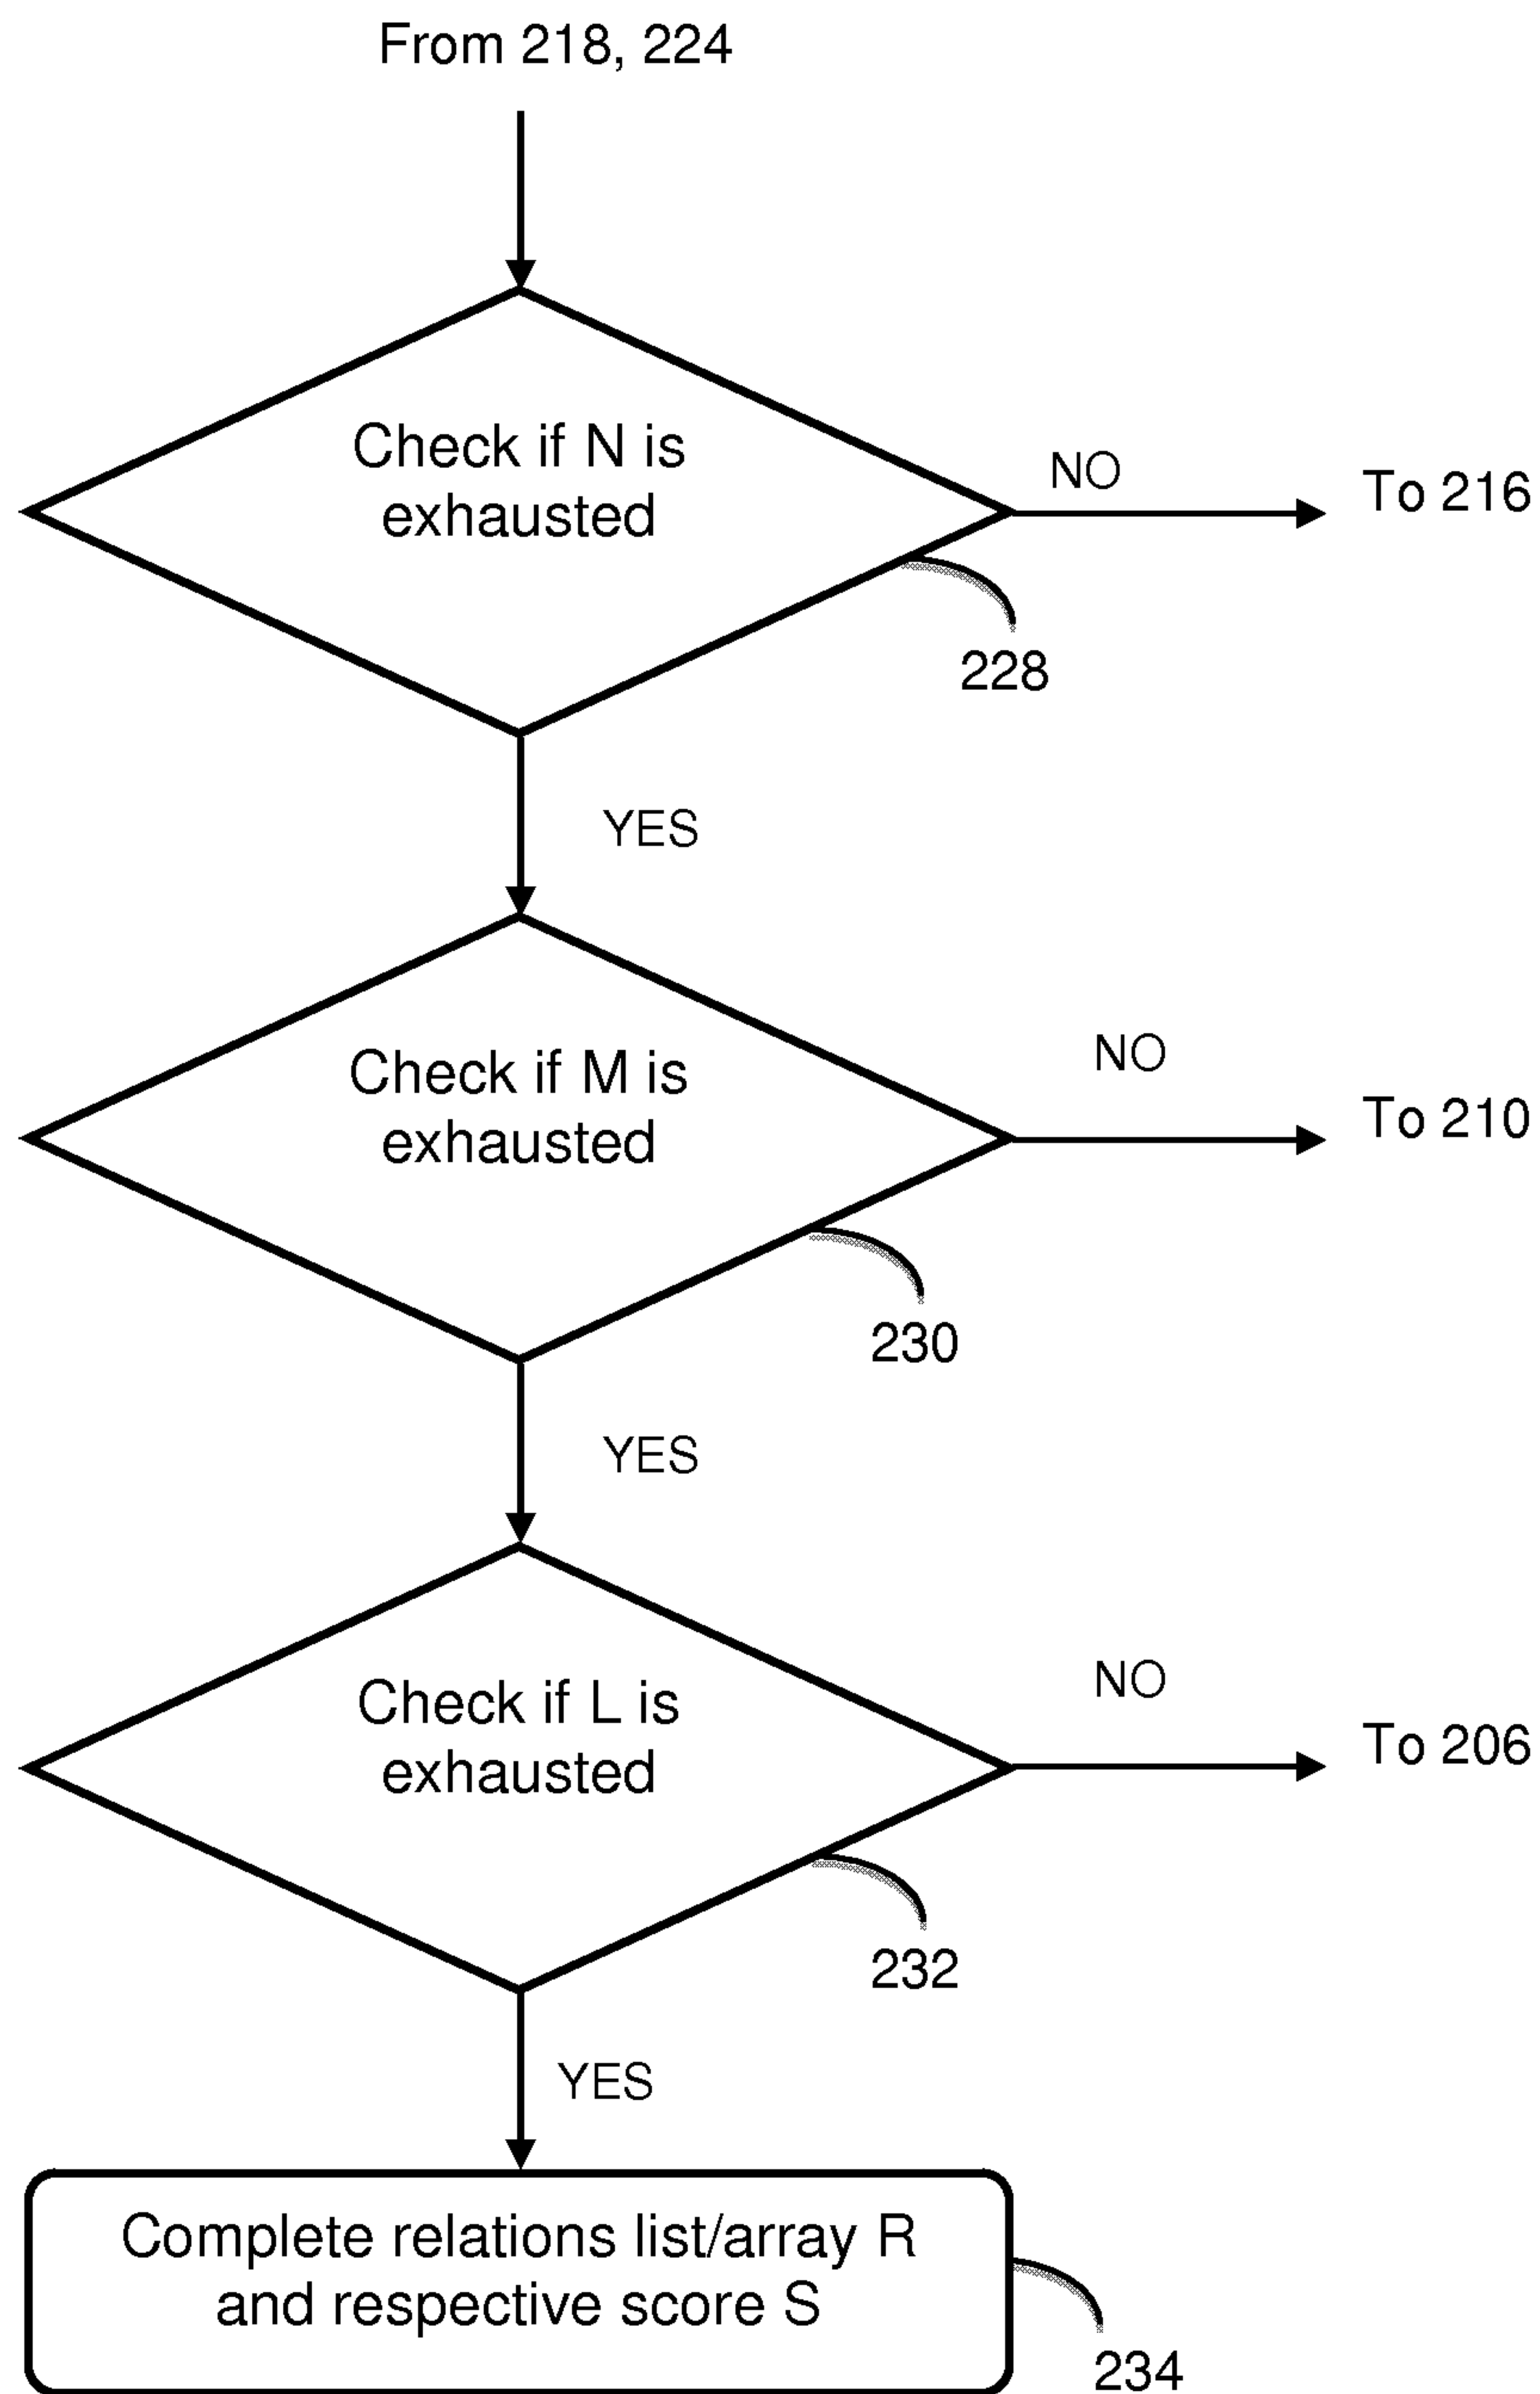 From 218, 224
Check if N is
exhausted
NO
To 216
228
YES
Check if M is
exhausted
NO
To 210
230
YES
Check if L is
exhausted
NO
To 206
232
YES
Complete relations list/array R
and respective score S
234